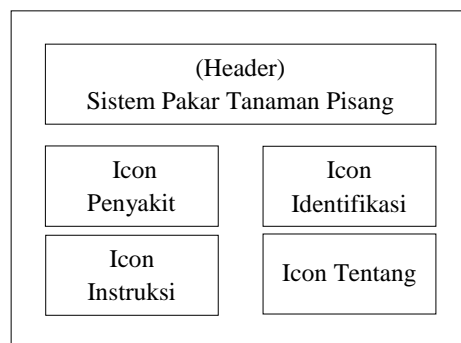 (Header)
Sistem Pakar Tanaman Pisang
Icon
Penyakit
Icon
Identifikasi
Icon
Instruksi
Icon Tentang